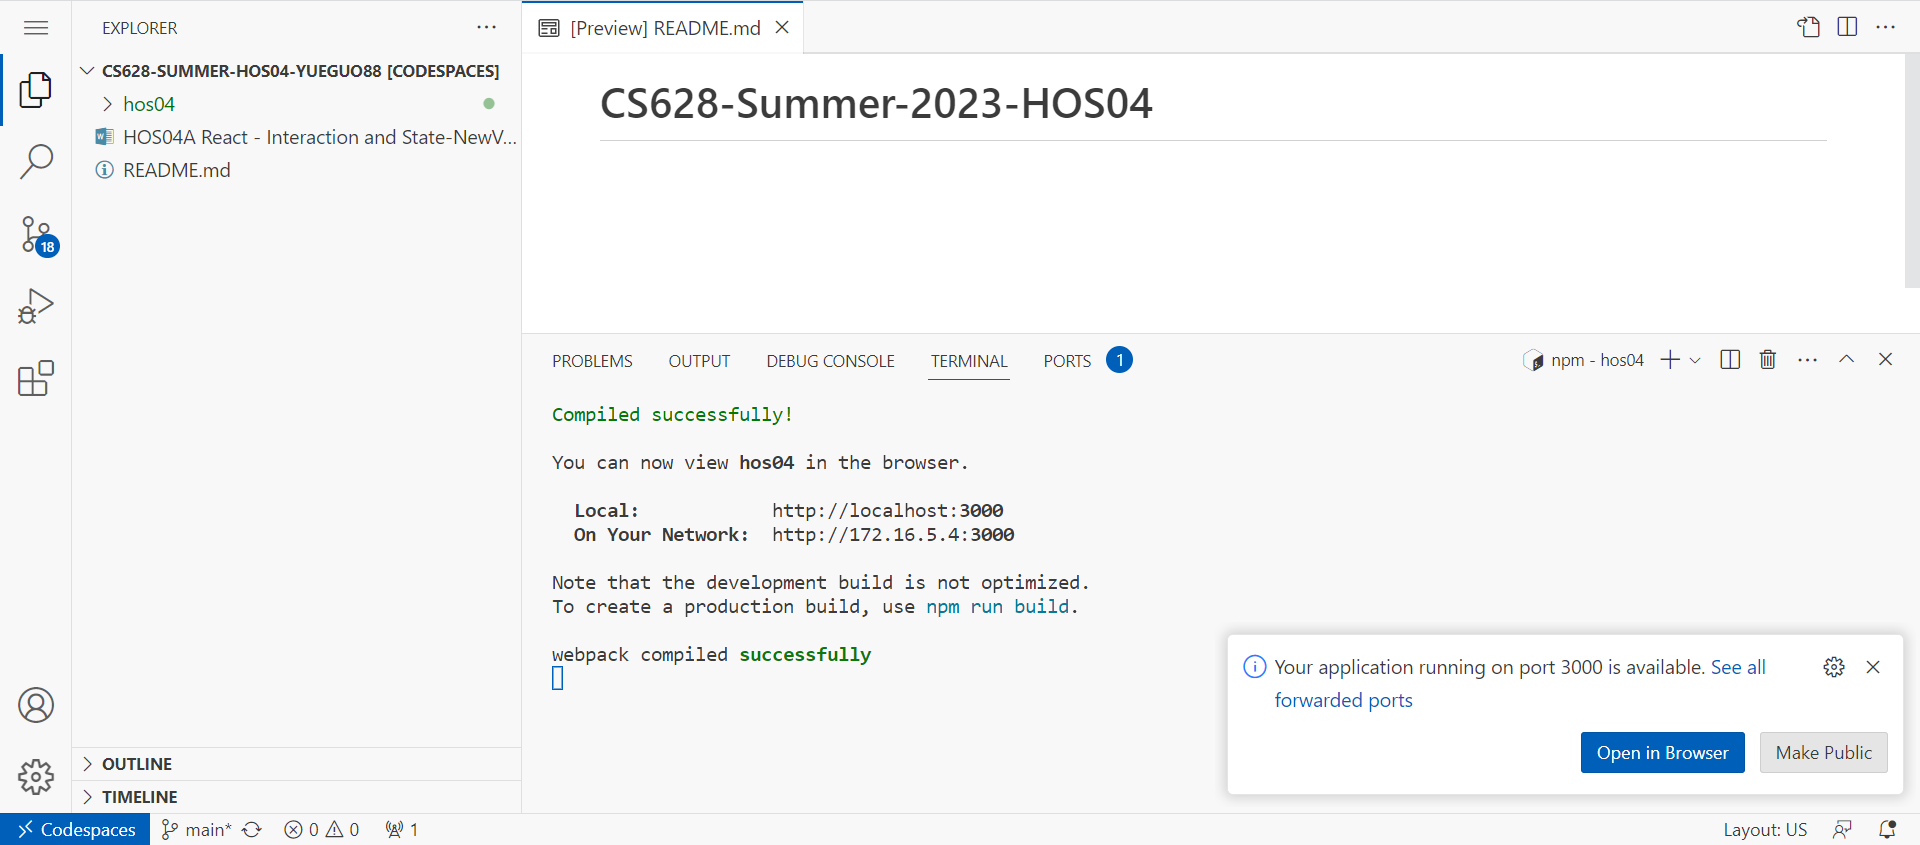 EXPLORER
CS628-SUMMER-HOS04-YUEGUO88 [CODESPACES]
hos04
HOS04A React - Interaction and State-NewV...
README.md
18
OUTLINE
TIMELINE
[Preview] README.md
CS628-Summer-2023-HOS04
PROBLEMS OUTPUT DEBUG CONSOLE TERMINAL PORTS 1
npm - hos04
Compiled successfully!
You can now view hos04 in the browser.
Local: http://localhost:3000
On Your Network: http://172.16.5.4:3000
Note that the development build is not optimized.
To create a production build, use npm run build.
webpack compiled successfully
Your application running on port 3000 is available. See all
forwarded ports
Open in Browser Make Public
Codespaces main* 0 0 1 Layout: US